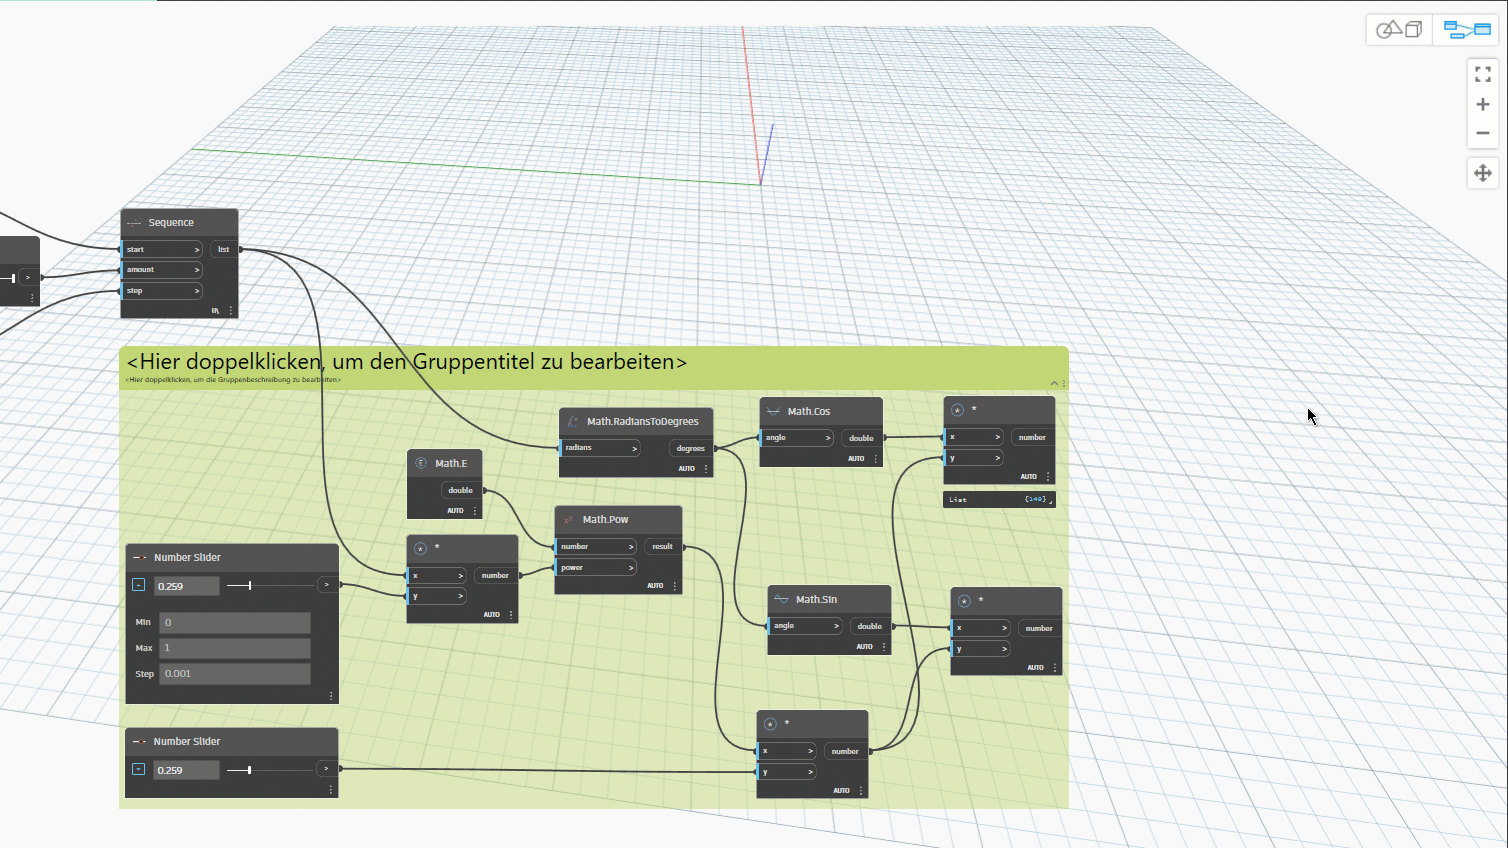 Sequence
start > list
amount >
step >
>
<Hier doppelklicken, um den Gruppentitel zu bearbeiten>
<Hier doppelklicken, um die Gruppenbeschreibung zu bearbeiten>
Math.RadiansToDegrees
radians > degrees
AUTO
Math.Cos
angle > double
AUTO
*
x > number
y >
AUTO
List {149}
Math.E
double
AUTO
Math.Pow
number > result
power >
AUTO
*
x > number
y >
AUTO
Number Slider
0.259 >
Min 0
Max 1
Step 0.001
Math.Sin
angle > double
AUTO
*
x > number
y >
AUTO
*
x > number
y >
AUTO
Number Slider
0.259 >